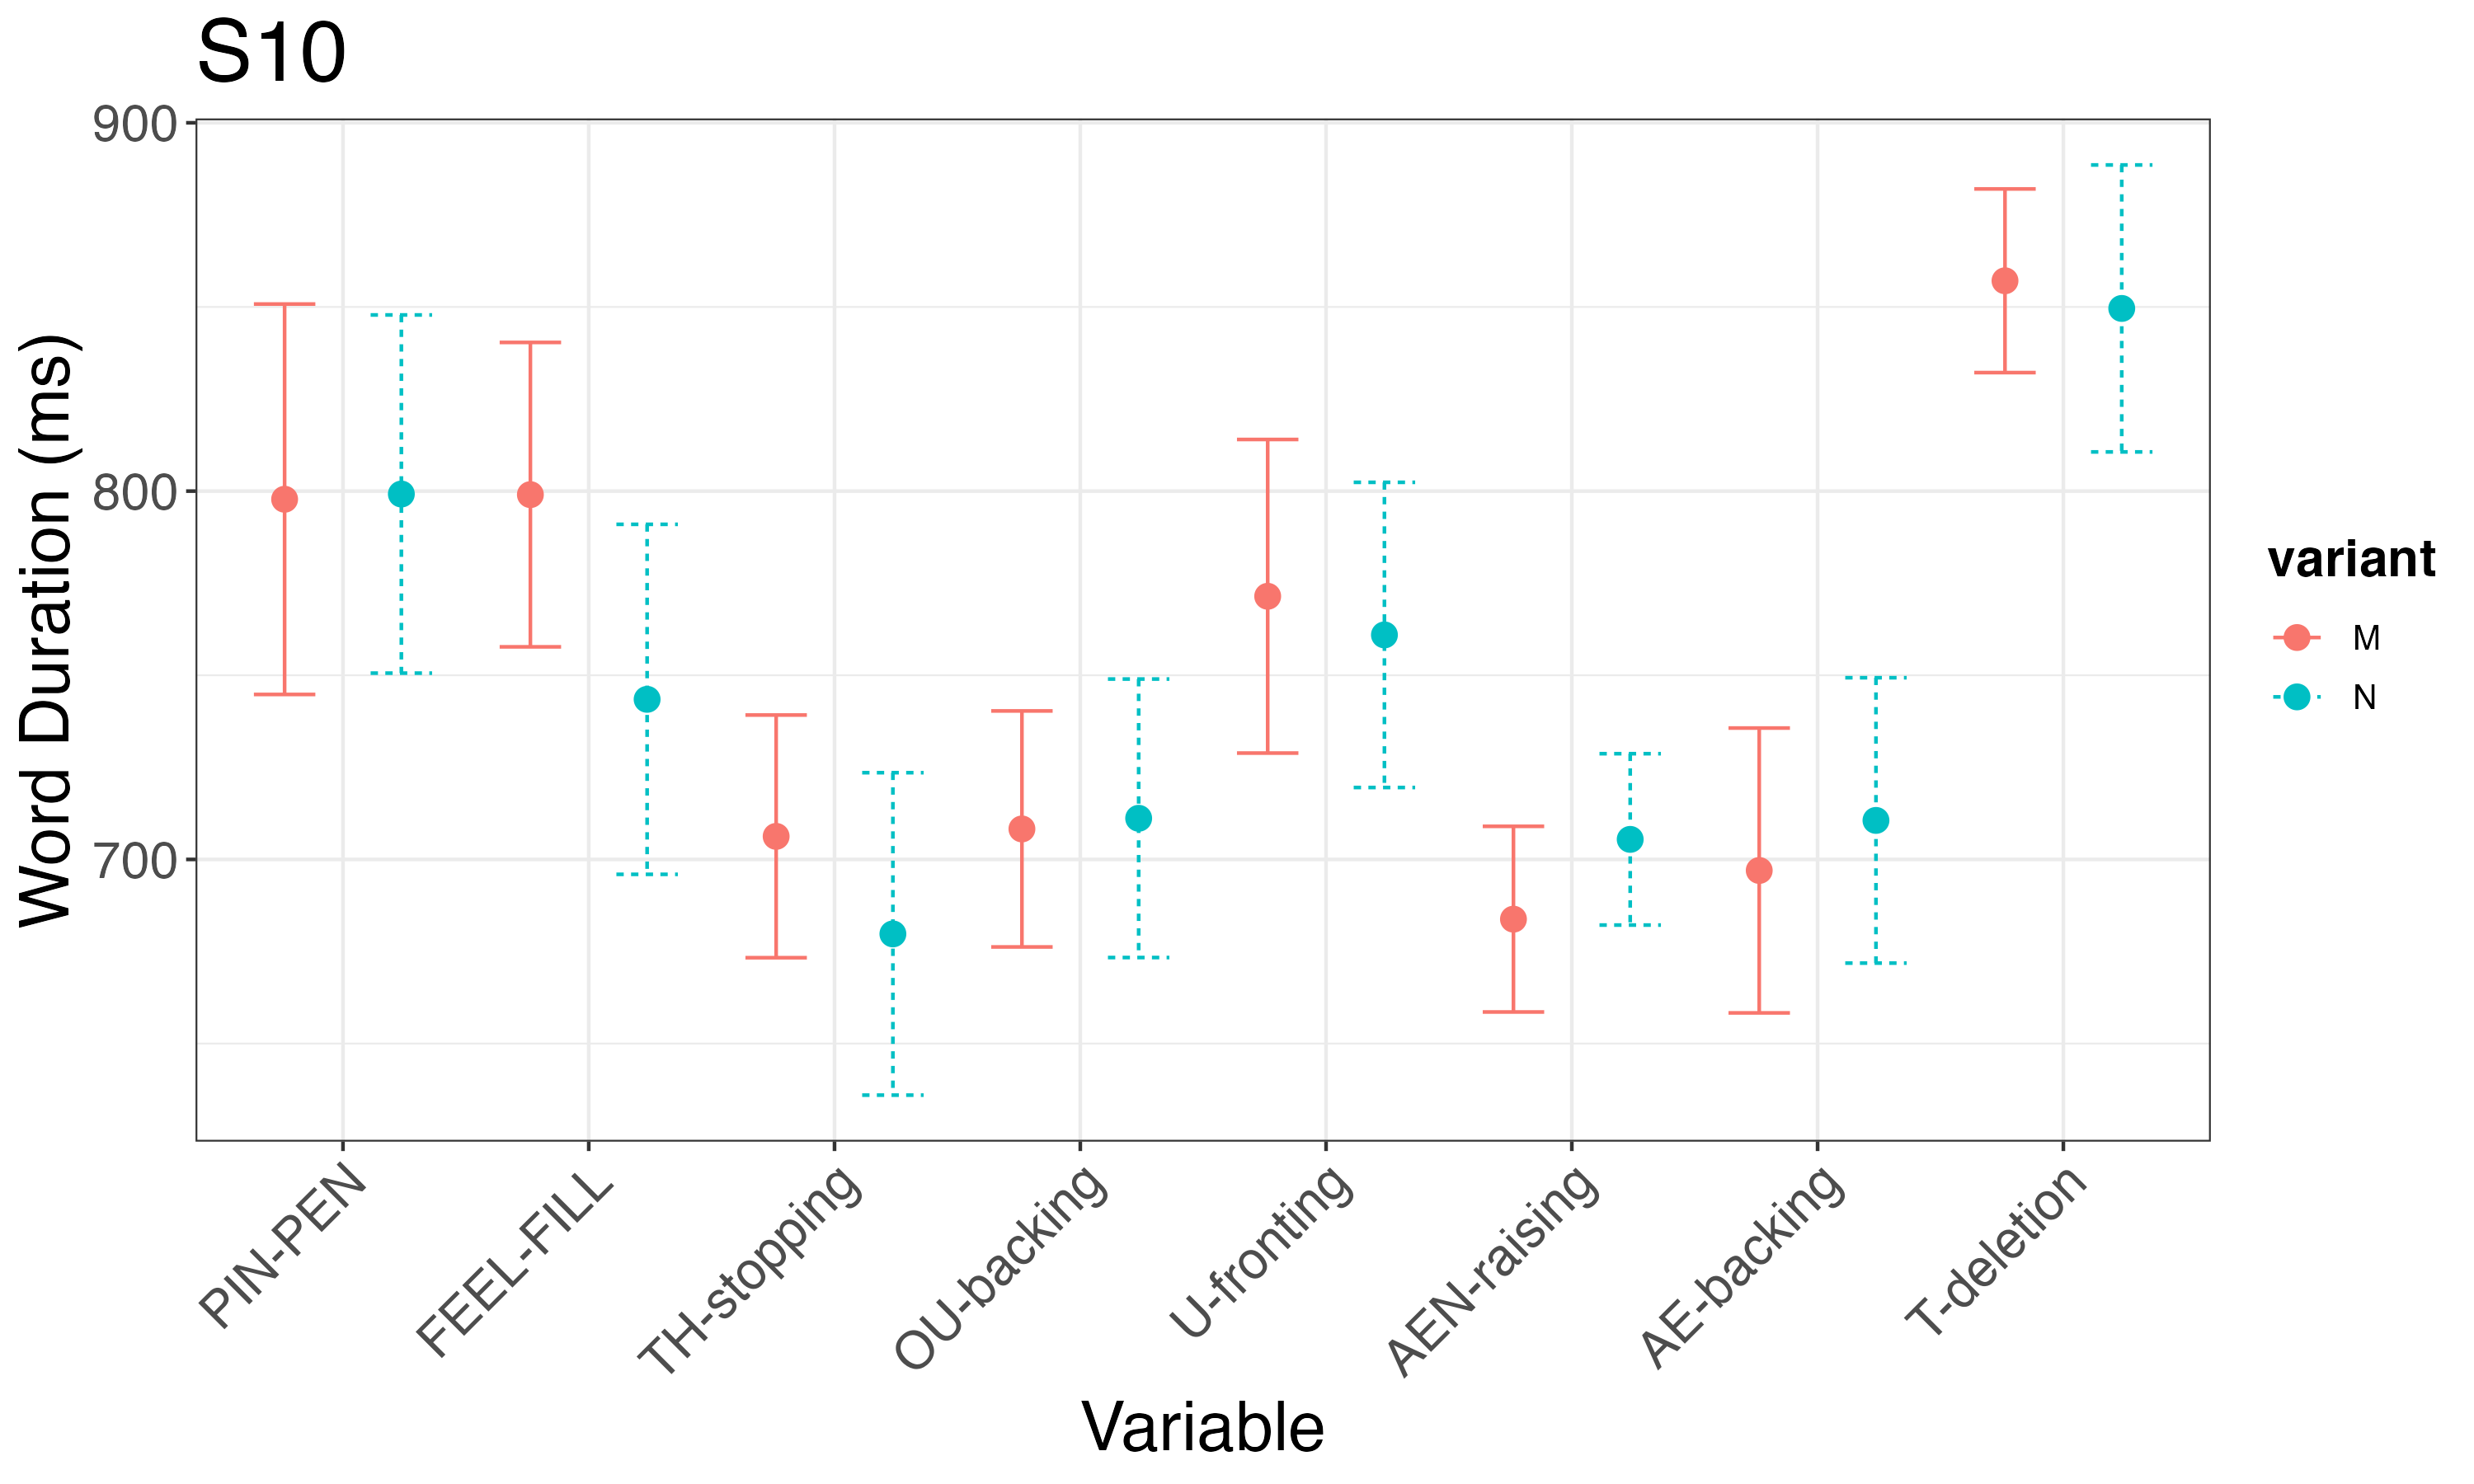 S10
Word Duration (ms)
900
800
700
PIN-PEN
FEEL-FILL
TH-stopping
OU-backing
U-fronting
AEN-raising
AE-backing
T-deletion
Variable
variant
M
N